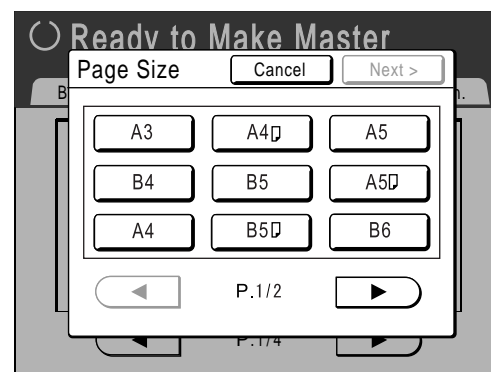 Ready to Make Master
Page Size Cancel Next >
A3 A4 A5
B4 B5 A5
A4 B5 B6
P.1/2
P.1/4